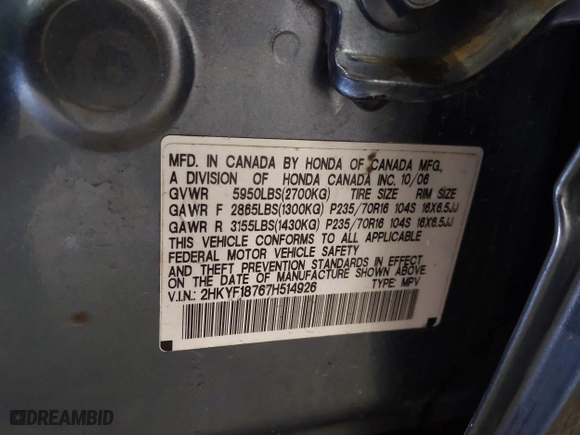 MFD. IN CANADA BY HONDA OF CANADA MFG.,
A DIVISION OF HONDA CANADA INC. 10/06
GVWR 5950LBS(2700KG) TIRE SIZE RIM SIZE
GAWR F 2865LBS(1300KG) P235/70R16 104S 16X6.5JJ
GAWR R 3155LBS(1430KG) P235/70R16 104S 16X6.5JJ
THIS VEHICLE CONFORMS TO ALL APPLICABLE
FEDERAL MOTOR VEHICLE SAFETY
AND THEFT PREVENTION STANDARDS IN EFFECT
ON THE DATE OF MANUFACTURE SHOWN ABOVE.
V.I.N.: 2HKYF18767H514926 TYPE: MPV
DREAMBID